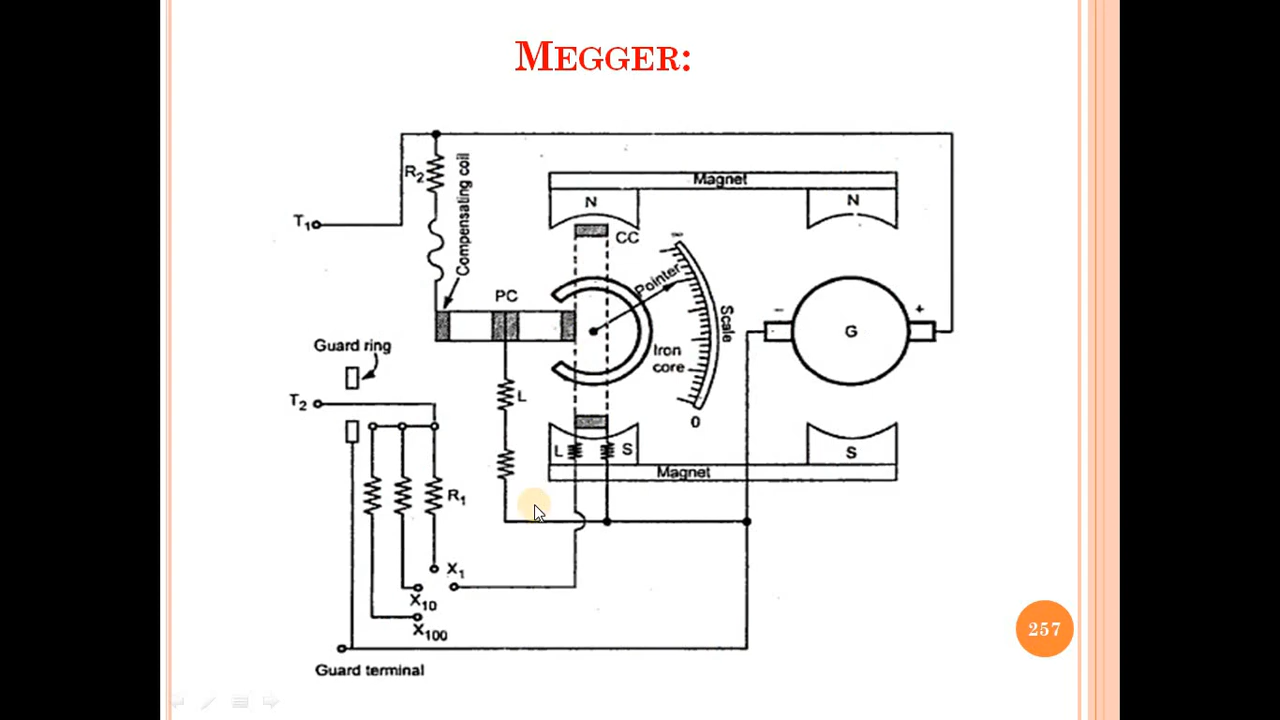 MEGGER:
Magnet
R2
Compensating coil
N
N
T1
CC
∞
Pointer
PC
Scale
−
+
G
Guard ring
Iron
core
L
T2
0
L
S
S
Magnet
R1
X1
X10
X100
257
Guard terminal